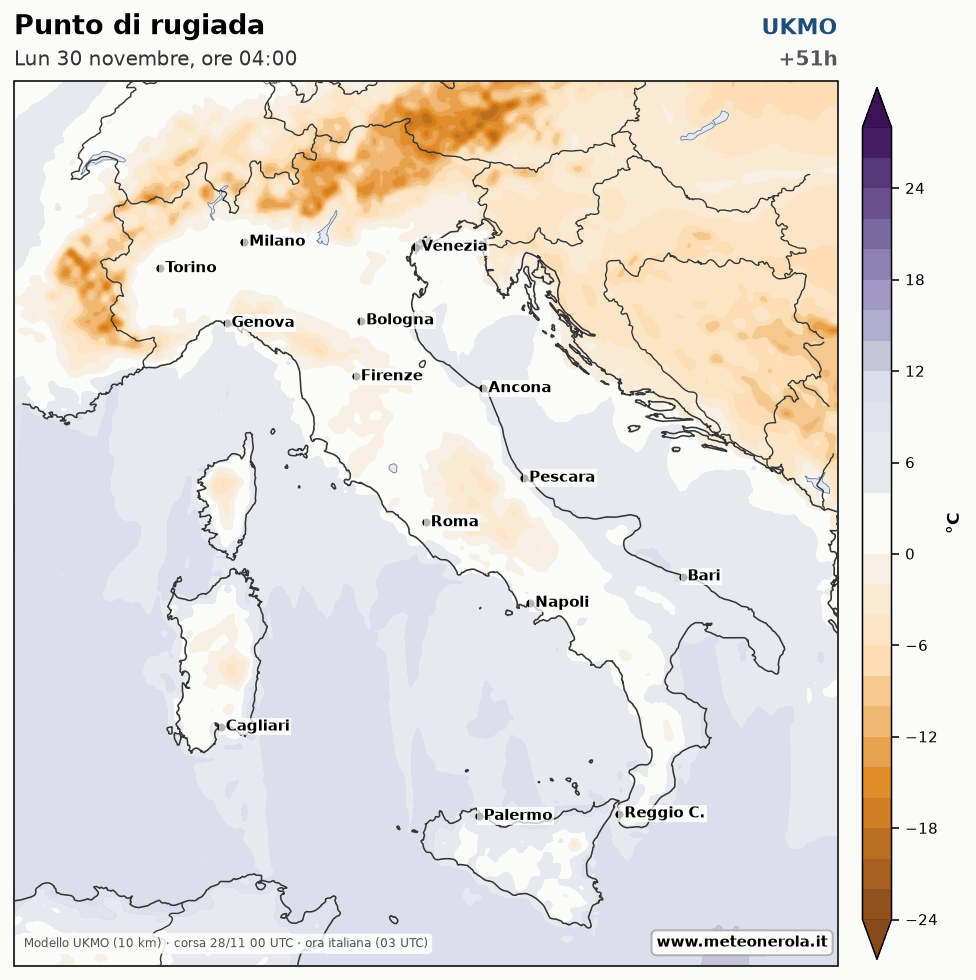 Punto di rugiada
UKMO
Lun 30 novembre, ore 04:00
+51h
Milano
Venezia
Torino
Genova
Bologna
Firenze
Ancona
Pescara
Roma
Bari
Napoli
Cagliari
Palermo
Reggio C.
24
18
12
6
0
−6
−12
−18
−24
°C
Modello UKMO (10 km) · corsa 28/11 00 UTC · ora italiana (03 UTC)
www.meteonerola.it